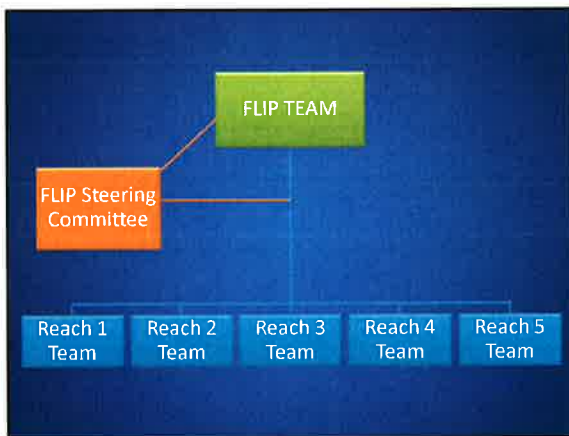 FLIP TEAM
FLIP Steering
Committee
Reach 1
Team
Reach 2
Team
Reach 3
Team
Reach 4
Team
Reach 5
Team